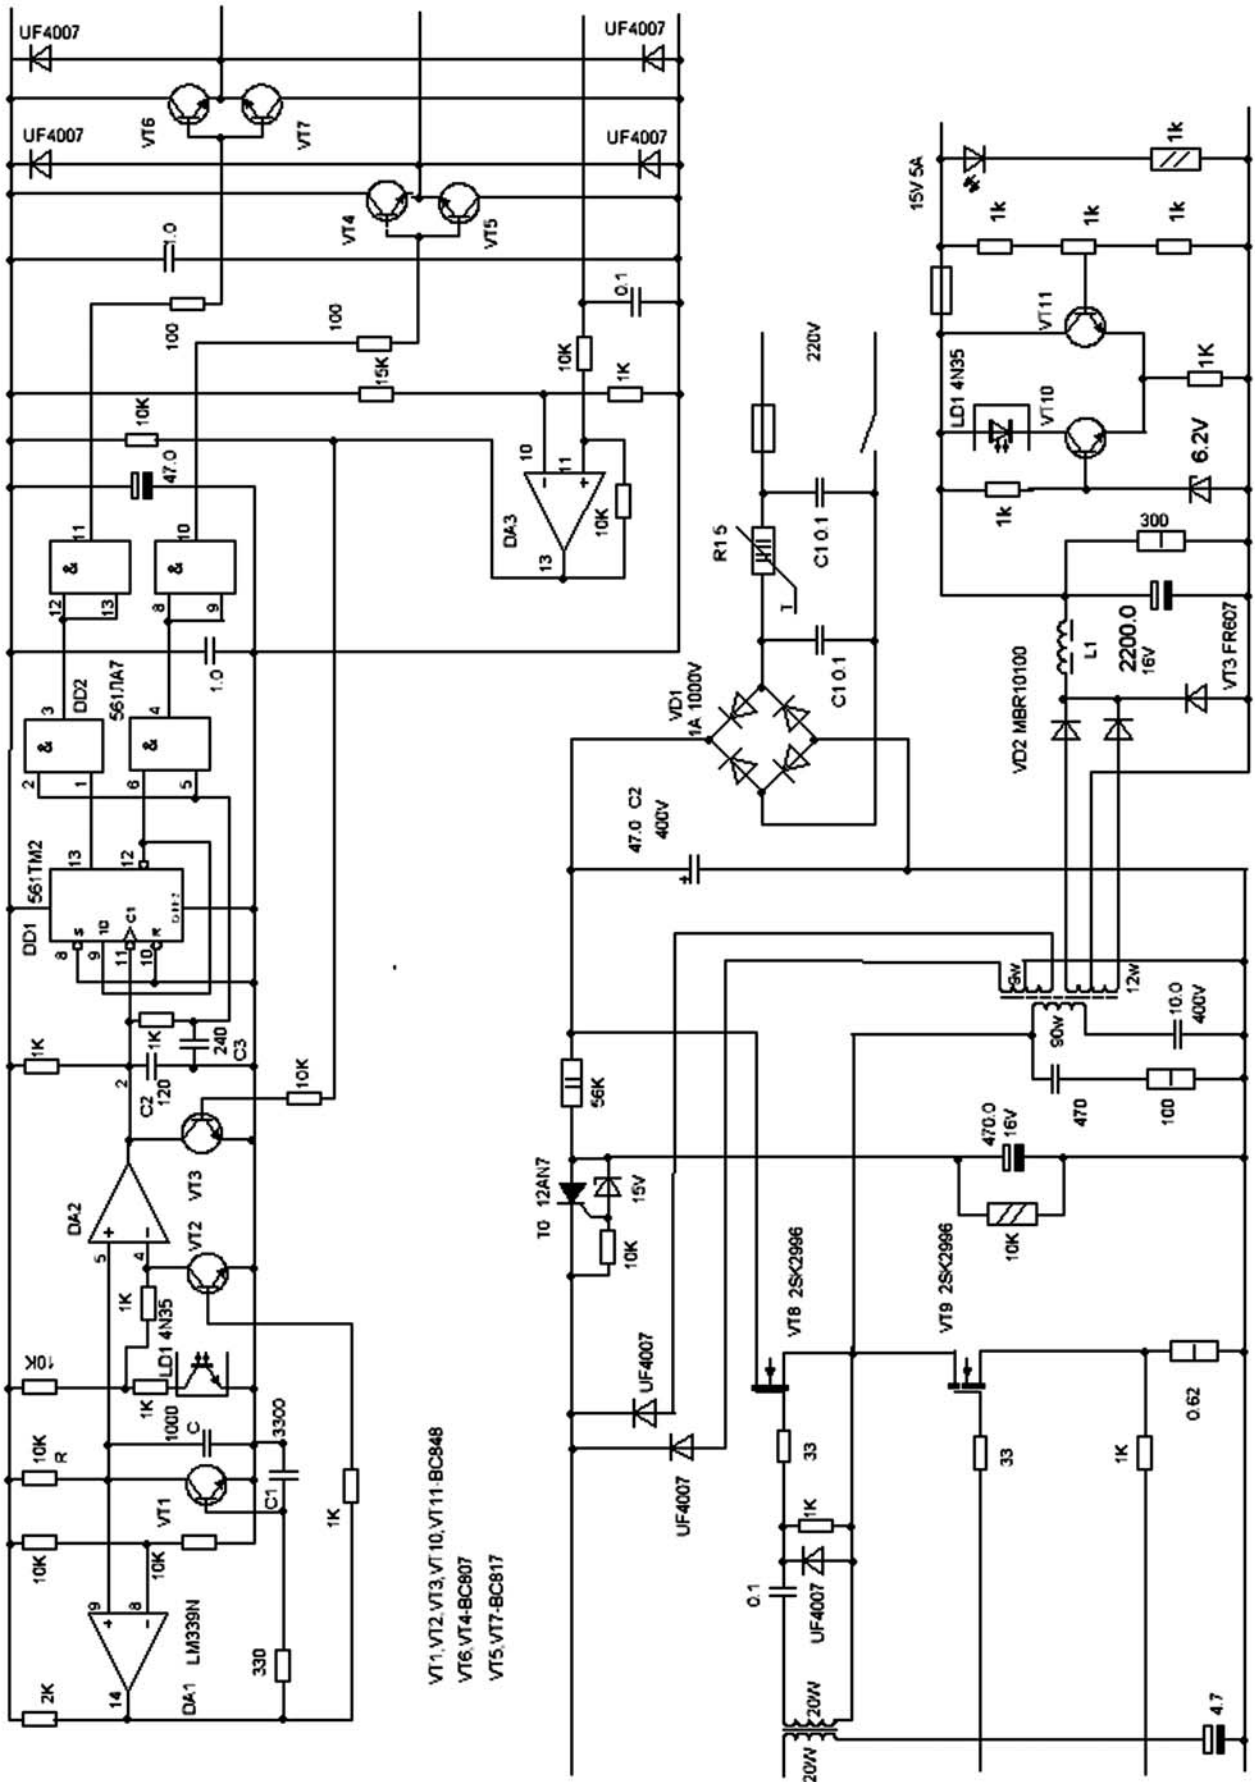 UF4007
UF4007
VT6
VT7
UF4007
UF4007
VT4
VT5
1.0
0.1
100
100
15K
10K
1K
10K
47.0
10
11
- +
10K
DA3
13
11
10
&
&
12
13
8
9
1.0
3
DD2
4
561ЛА7
&
&
2
1
6
5
561TM2
13
12
DD1
S
10
C1
R
8
9
11
10
1K
1K
240
C3
2
C2
120
10K
DA2
VT3
+ -
5
4
VT2
1K
LD1 4N35
10K
1K
1000
C
3300
10K
R
VT1
C1
1K
10K
10K
9
8
+ -
LM339N
DA1
14
2K
330
VT1,VT2,VT3,VT10,VT11-BC848
VT6,VT4-BC807
VT5,VT7-BC817
220V
R1 5
C1 0.1
C1 0.1
VD1
1A 1000V
47.0 C2
400V
15V 5A
1k
1k
1k
1k
VT11
LD1 4N35
VT10
1K
1k
6.2V
300
L1
2200.0
16V
VT3 FR607
VD2 MBR10100
12w
90w
10.0
400V
470
100
56K
T0 12AN7
15V
10K
470.0
16V
10K
VT8 2SK2996
VT9 2SK2996
UF4007
UF4007
33
33
1K
0.62
1K
0.1
UF4007
20W
20W
4.7